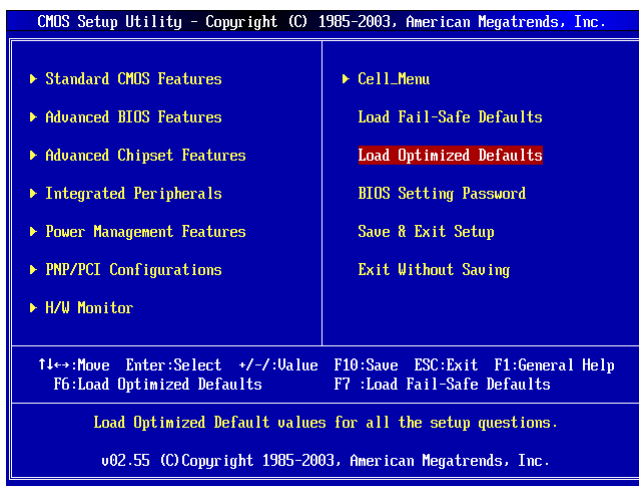 CMOS Setup Utility - Copyright (C) 1985-2003, American Megatrends, Inc.
▶ Standard CMOS Features
▶ Advanced BIOS Features
▶ Advanced Chipset Features
▶ Integrated Peripherals
▶ Power Management Features
▶ PNP/PCI Configurations
▶ H/W Monitor
▶ Cell_Menu
Load Fail-Safe Defaults
Load Optimized Defaults
BIOS Setting Password
Save & Exit Setup
Exit Without Saving
↑↓←→:Move Enter:Select +/-/:Value F10:Save ESC:Exit F1:General Help
F6:Load Optimized Defaults F7 :Load Fail-Safe Defaults
Load Optimized Default values for all the setup questions.
v02.55 (C)Copyright 1985-2003, American Megatrends, Inc.